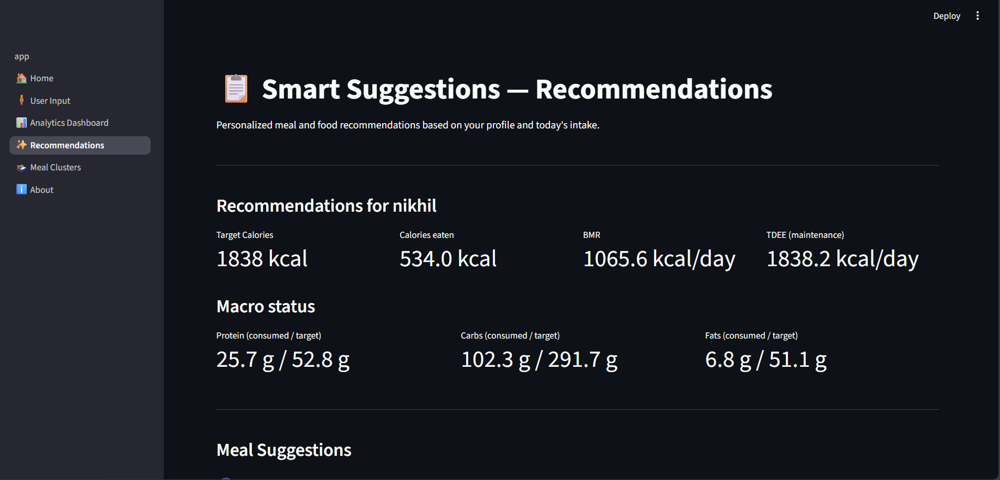 Deploy
app
Home
User Input
Analytics Dashboard
Recommendations
Meal Clusters
About
Smart Suggestions — Recommendations
Personalized meal and food recommendations based on your profile and today's intake.
Recommendations for nikhil
Target Calories
1838 kcal
Calories eaten
534.0 kcal
BMR
1065.6 kcal/day
TDEE (maintenance)
1838.2 kcal/day
Macro status
Protein (consumed / target)
25.7 g / 52.8 g
Carbs (consumed / target)
102.3 g / 291.7 g
Fats (consumed / target)
6.8 g / 51.1 g
Meal Suggestions